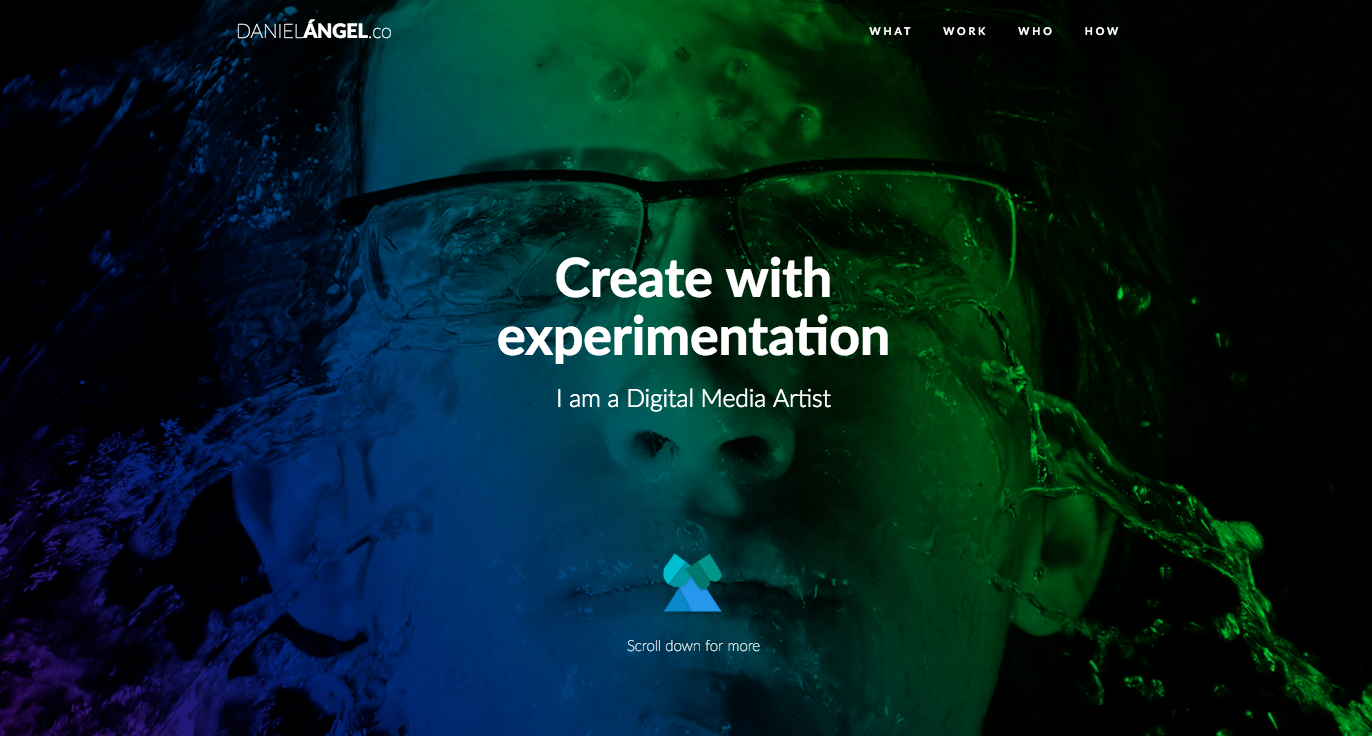 DANIELÁNGEL.co
WHAT WORK WHO HOW
Create with
experimentation
I am a Digital Media Artist
Scroll down for more